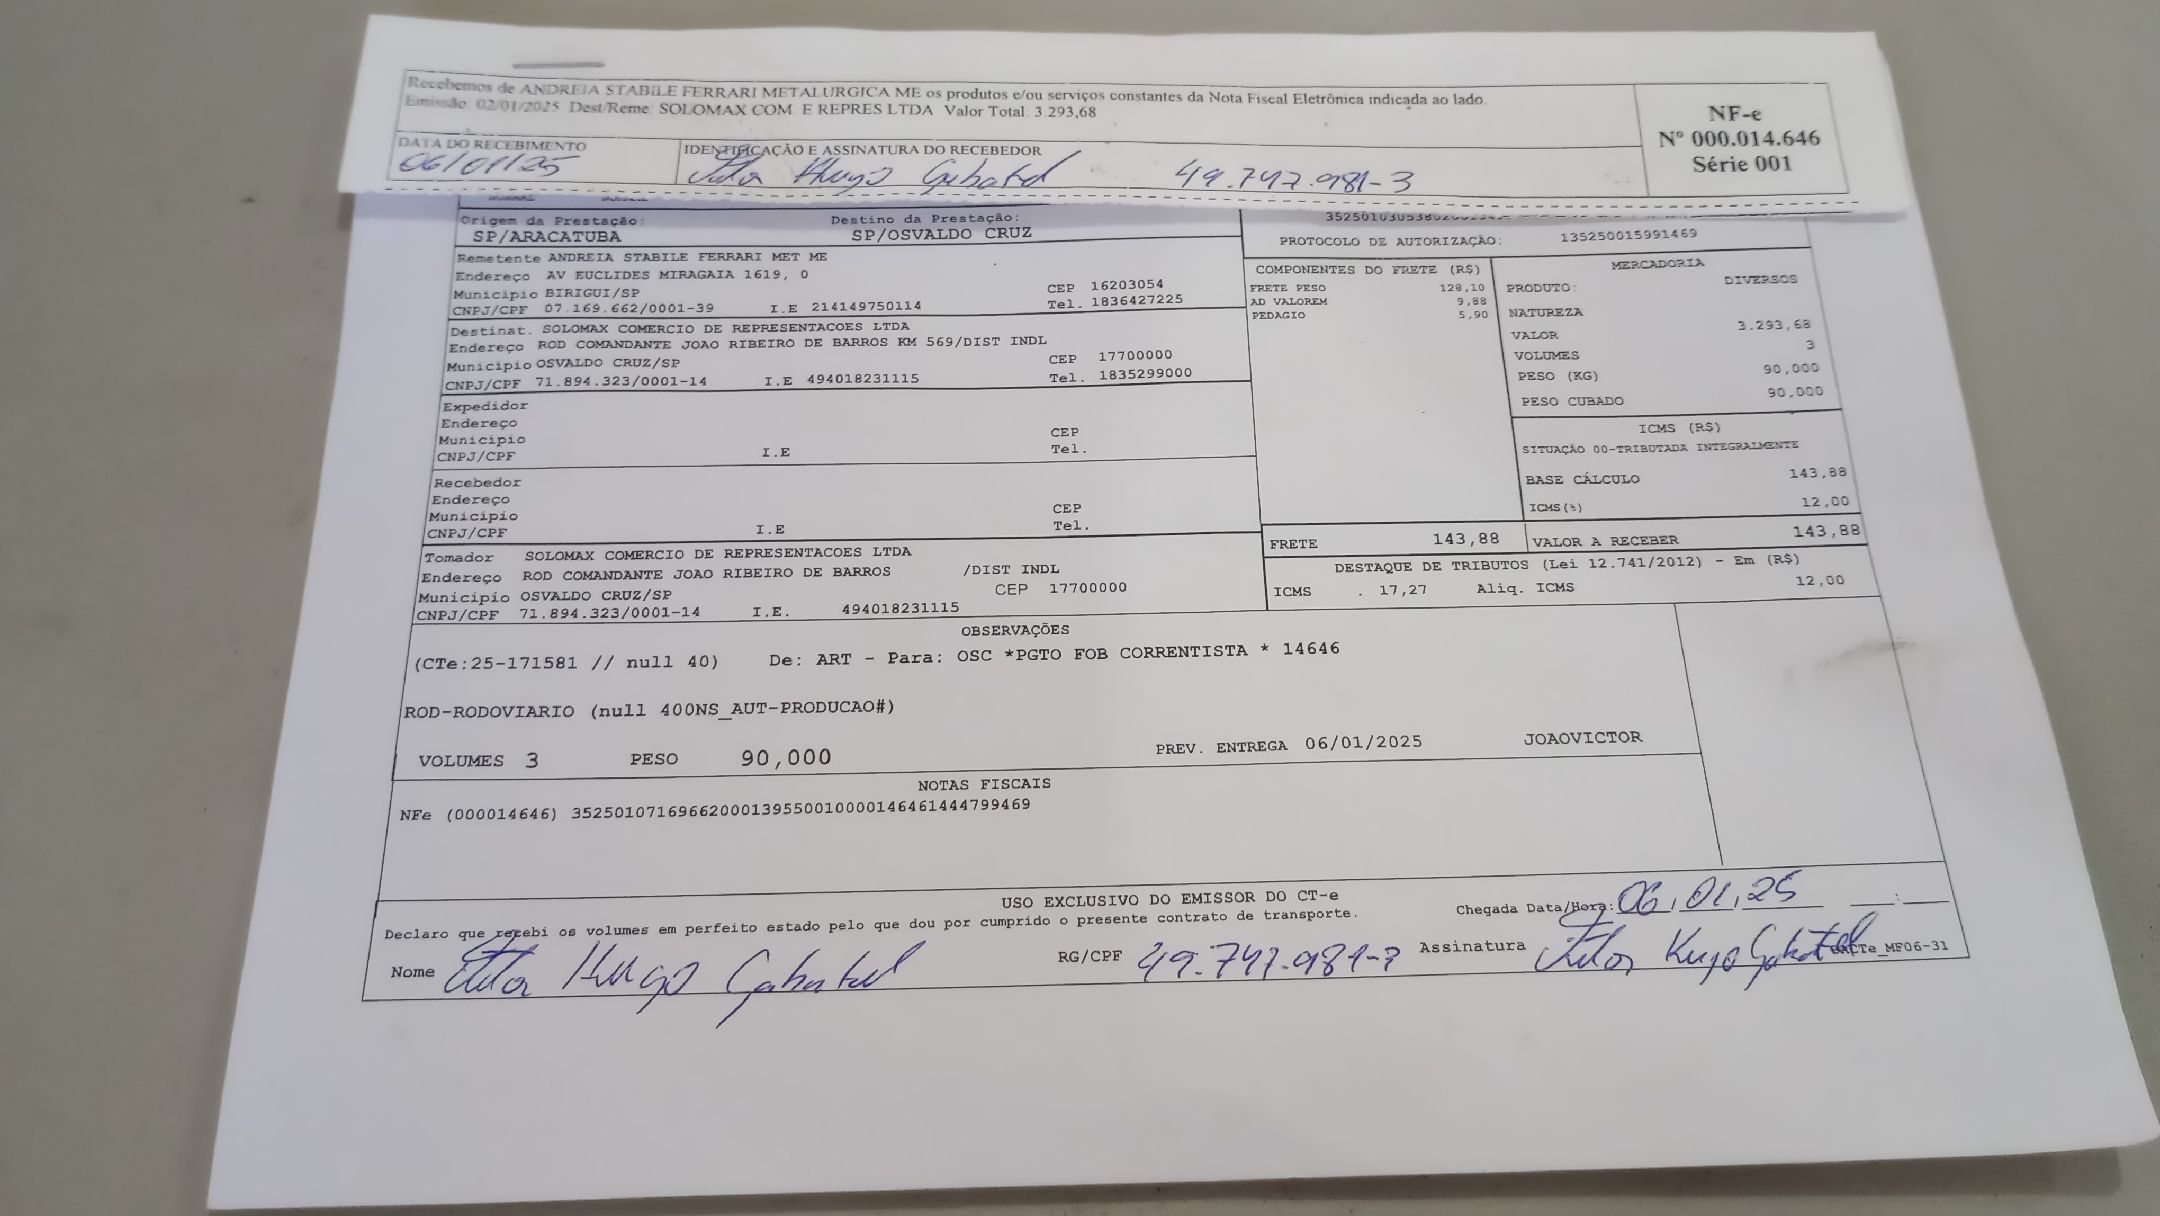 Recebemos de ANDREIA STABILE FERRARI METALURGICA ME os produtos e/ou serviços constantes da Nota Fiscal Eletrônica indicada ao lado.
Emissão: 02/01/2025 Dest/Reme: SOLOMAX COM. E REPRES LTDA Valor Total: 3.293,68
NF-e
Nº 000.014.646
Série 001
DATA DO RECEBIMENTO
06/01/25
IDENTIFICAÇÃO E ASSINATURA DO RECEBEDOR
Hugo 49.747.981-3
Origem da Prestação: Destino da Prestação:
SP/ARACATUBA SP/OSVALDO CRUZ
PROTOCOLO DE AUTORIZAÇÃO: 135250015991469
Remetente ANDREIA STABILE FERRARI MET ME
Endereço AV EUCLIDES MIRAGAIA 1619, 0
Município BIRIGUI/SP CEP 16203054
CNPJ/CPF 07.169.662/0001-39 I.E 214149750114 Tel. 1836427225
Destinat. SOLOMAX COMERCIO DE REPRESENTACOES LTDA
Endereço ROD COMANDANTE JOAO RIBEIRO DE BARROS KM 569/DIST INDL
Município OSVALDO CRUZ/SP CEP 17700000
CNPJ/CPF 71.894.323/0001-14 I.E 494018231115 Tel. 1835299000
Expedidor
Endereço
Município CEP
CNPJ/CPF I.E Tel.
Recebedor
Endereço
Município CEP
CNPJ/CPF I.E Tel.
Tomador SOLOMAX COMERCIO DE REPRESENTACOES LTDA
Endereço ROD COMANDANTE JOAO RIBEIRO DE BARROS /DIST INDL
Município OSVALDO CRUZ/SP CEP 17700000
CNPJ/CPF 71.894.323/0001-14 I.E. 494018231115
COMPONENTES DO FRETE (R$)
FRETE PESO 128,10
AD VALOREM 9,88
PEDAGIO 5,90
MERCADORIA
PRODUTO: DIVERSOS
NATUREZA
VALOR 3.293,68
VOLUMES 3
PESO (KG) 90,000
PESO CUBADO 90,000
ICMS (R$)
SITUAÇÃO 00-TRIBUTADA INTEGRALMENTE
BASE CÁLCULO 143,88
ICMS(%) 12,00
FRETE 143,88 VALOR A RECEBER 143,88
DESTAQUE DE TRIBUTOS (Lei 12.741/2012) - Em (R$)
ICMS . 17,27 Aliq. ICMS 12,00
OBSERVAÇÕES
(CTe:25-171581 // null 40) De: ART - Para: OSC *PGTO FOB CORRENTISTA * 14646
ROD-RODOVIARIO (null 400NS_AUT-PRODUCAO#)
VOLUMES 3 PESO 90,000 PREV. ENTREGA 06/01/2025 JOAOVICTOR
NOTAS FISCAIS
NFe (000014646) 35250107169662000139550010000146461444799469
USO EXCLUSIVO DO EMISSOR DO CT-e
Declaro que recebi os volumes em perfeito estado pelo que dou por cumprido o presente contrato de transporte. Chegada Data/Hora: 06,01,25 __:__
Nome Hugo RG/CPF 49.747.981-3 Assinatura Hugo